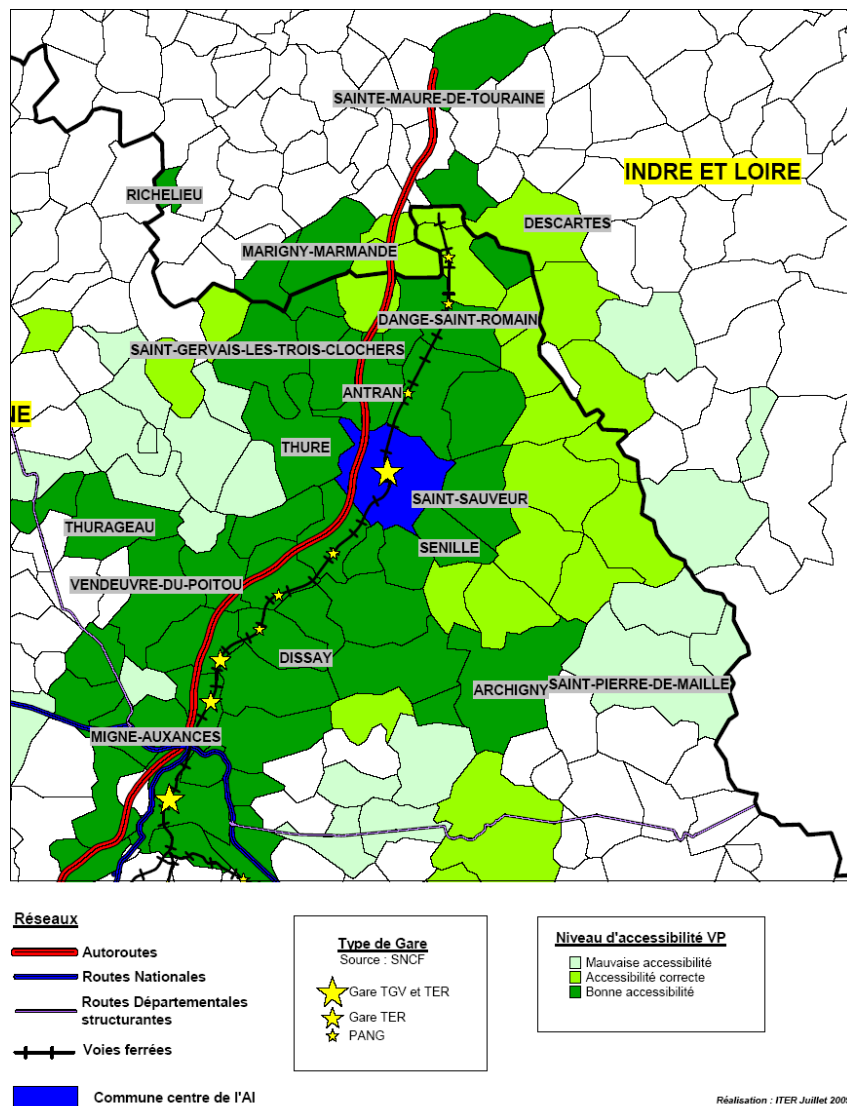 SAINTE-MAURE-DE-TOURAINE
INDRE ET LOIRE
RICHELIEU
DESCARTES
MARIGNY-MARMANDE
DANGE-SAINT-ROMAIN
SAINT-GERVAIS-LES-TROIS-CLOCHERS
ANTRAN
NE
THURE
SAINT-SAUVEUR
THURAGEAU
SENILLE
VENDEUVRE-DU-POITOU
DISSAY
ARCHIGNY
SAINT-PIERRE-DE-MAILLE
MIGNE-AUXANCES
Réseaux
Autoroutes
Routes Nationales
Routes Départementales
structurantes
Voies ferrées
Commune centre de l'AI
Type de Gare
Source : SNCF
Gare TGV et TER
Gare TER
PANG
Niveau d'accessibilité VP
Mauvaise accessibilité
Accessibilité correcte
Bonne accessibilité
Réalisation : ITER Juillet